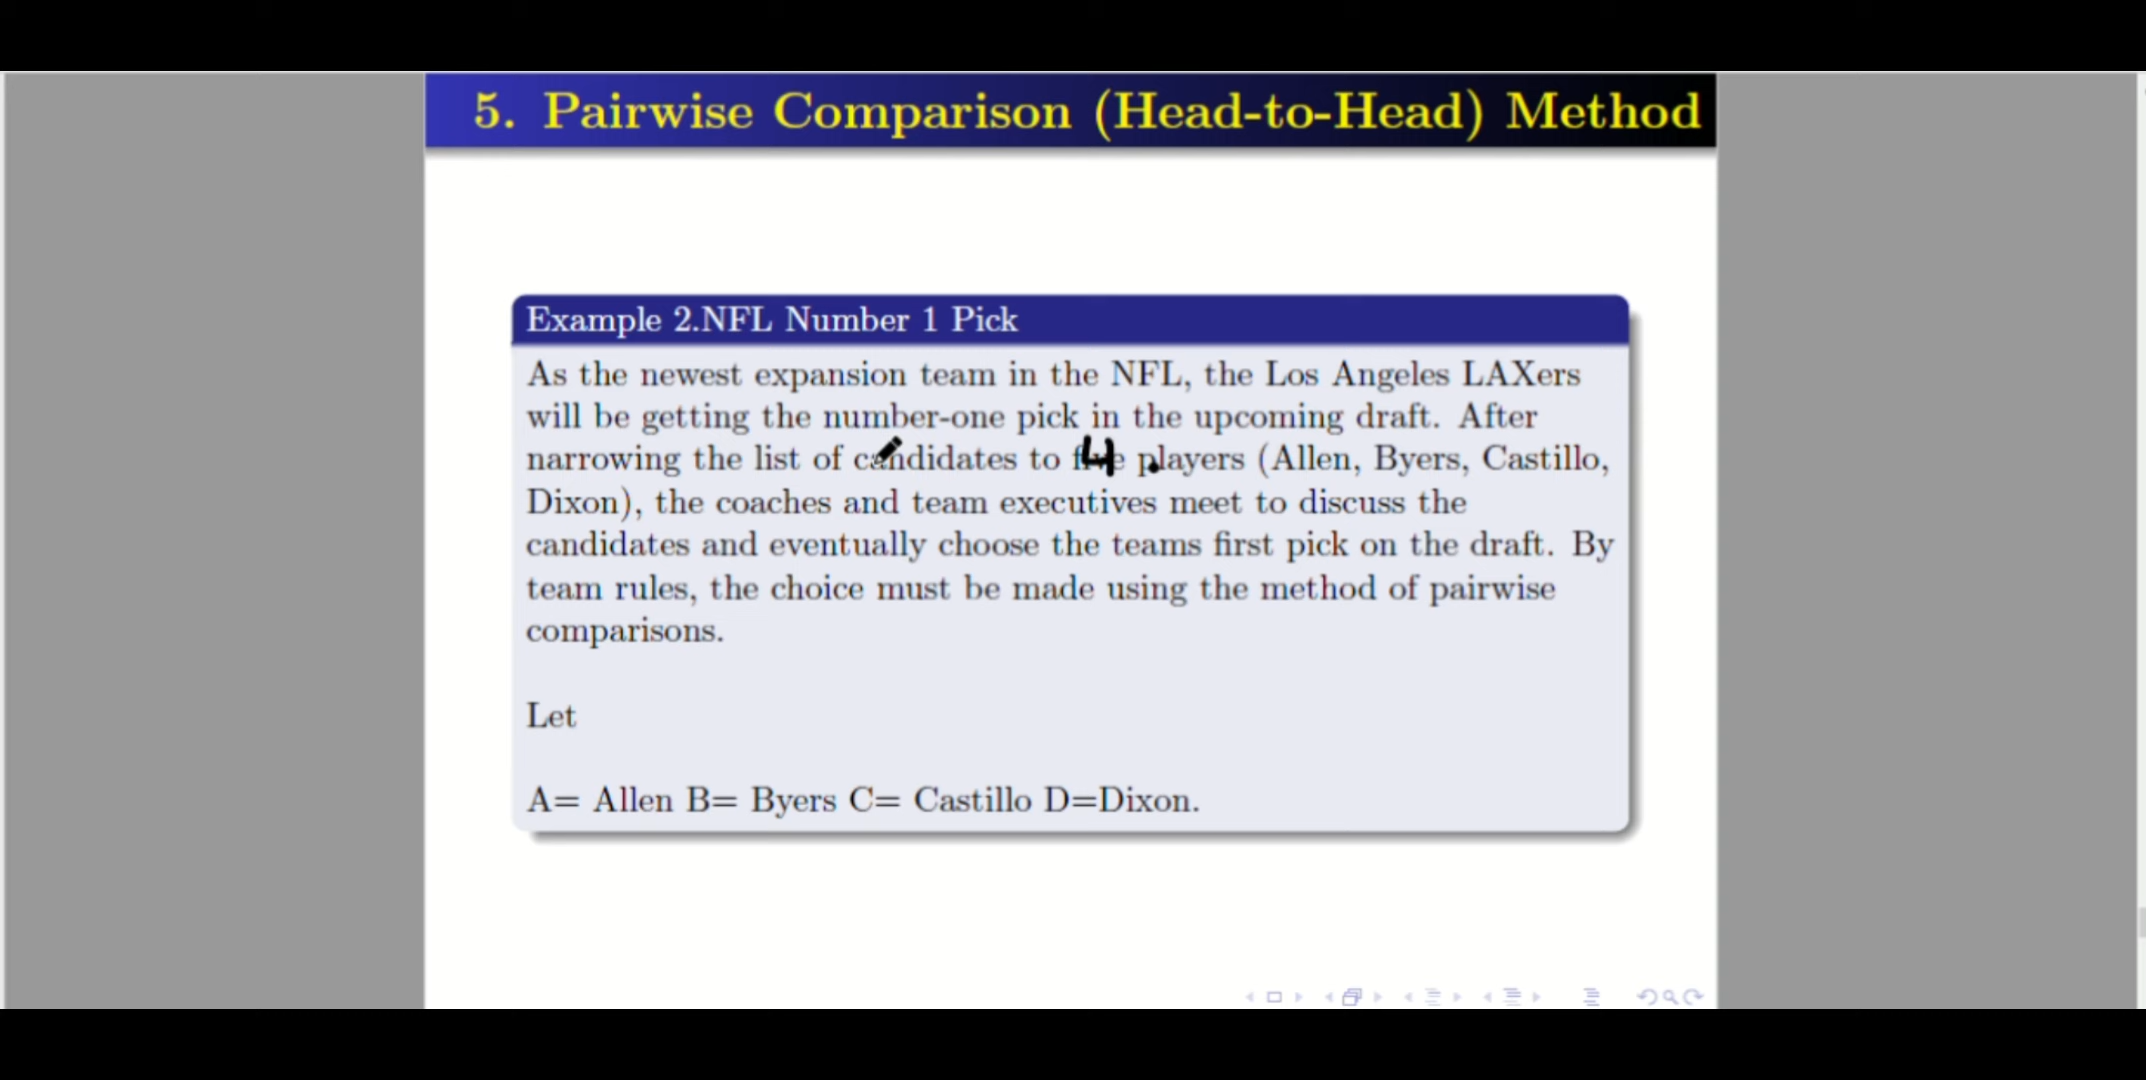 5. Pairwise Comparison (Head-to-Head) Method
Example 2.NFL Number 1 Pick
As the newest expansion team in the NFL, the Los Angeles LAXers
will be getting the number-one pick in the upcoming draft. After
narrowing the list of candidates to 4 players (Allen, Byers, Castillo,
Dixon), the coaches and team executives meet to discuss the
candidates and eventually choose the teams first pick on the draft. By
team rules, the choice must be made using the method of pairwise
comparisons.
Let
A= Allen B= Byers C= Castillo D=Dixon.